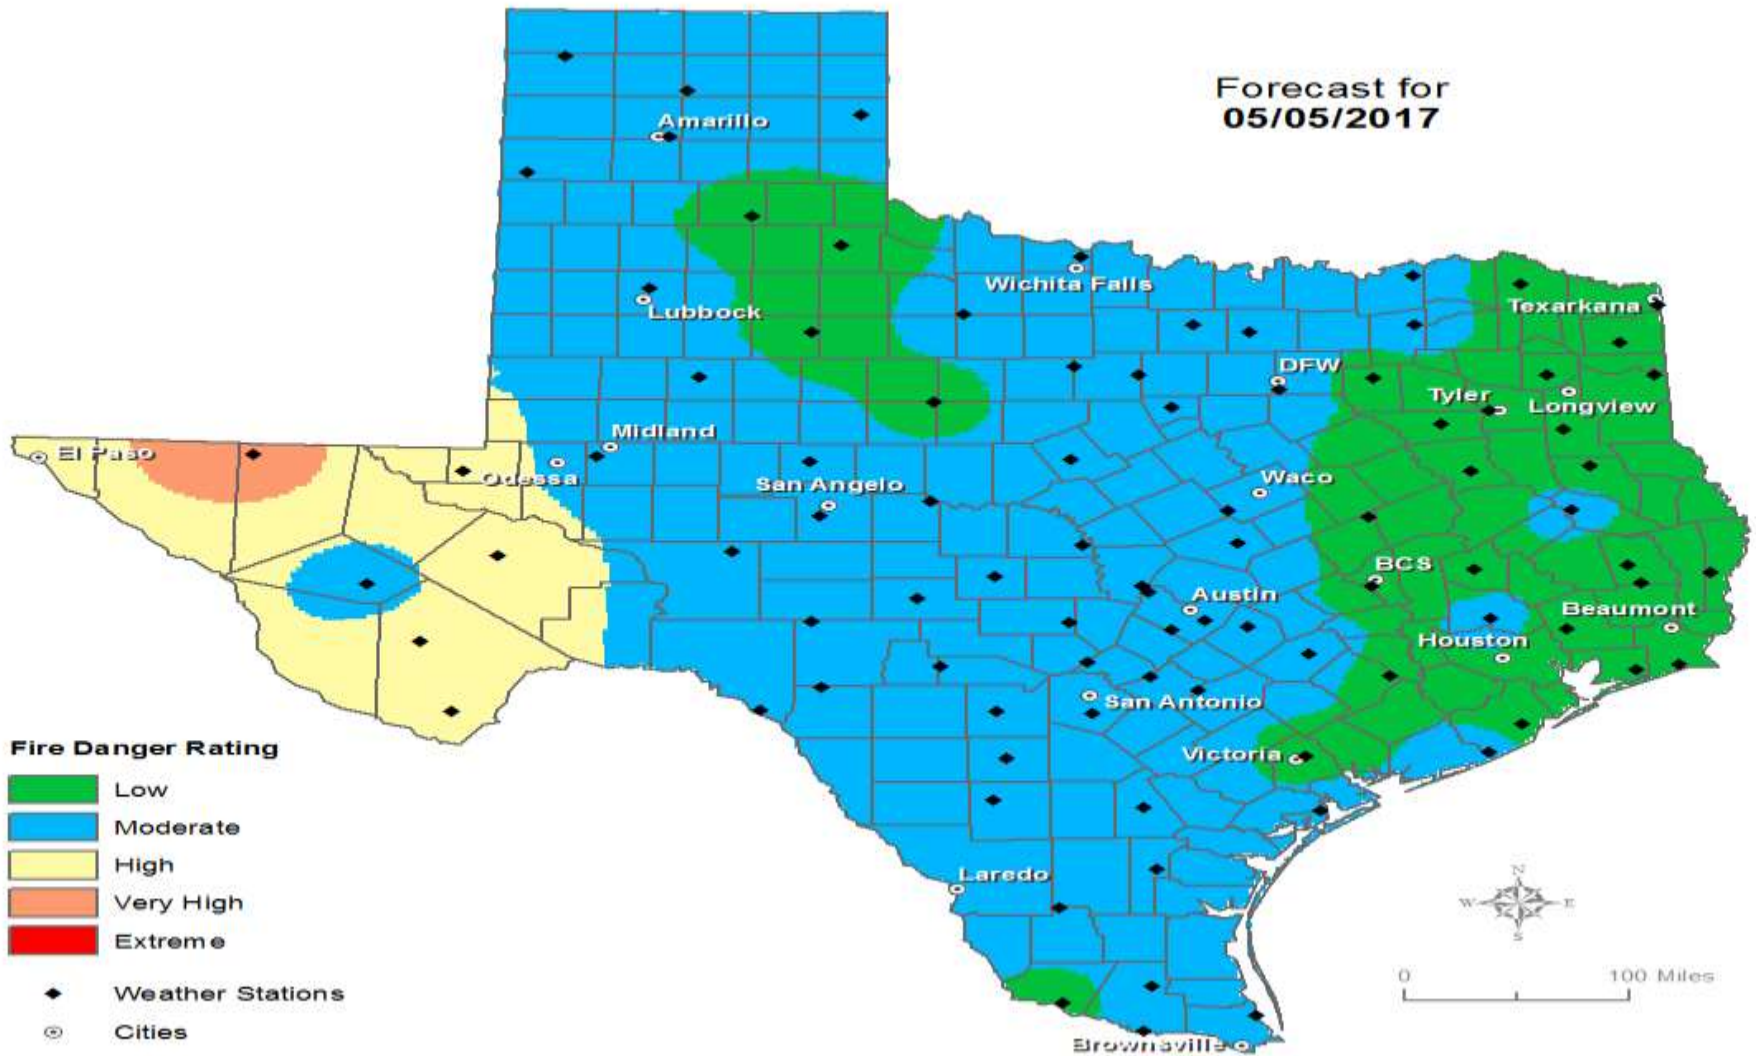 Forecast for
05/05/2017
Amarillo
Wichita Falls
Texarkana
Lubbock
DFW
Tyler
Longview
Midland
El Paso
Odessa
San Angelo
Waco
BCS
Austin
Beaumont
Houston
San Antonio
Victoria
Laredo
Brownsville
Fire Danger Rating
Low
Moderate
High
Very High
Extreme
Weather Stations
Cities
N
W E
S
0 100 Miles